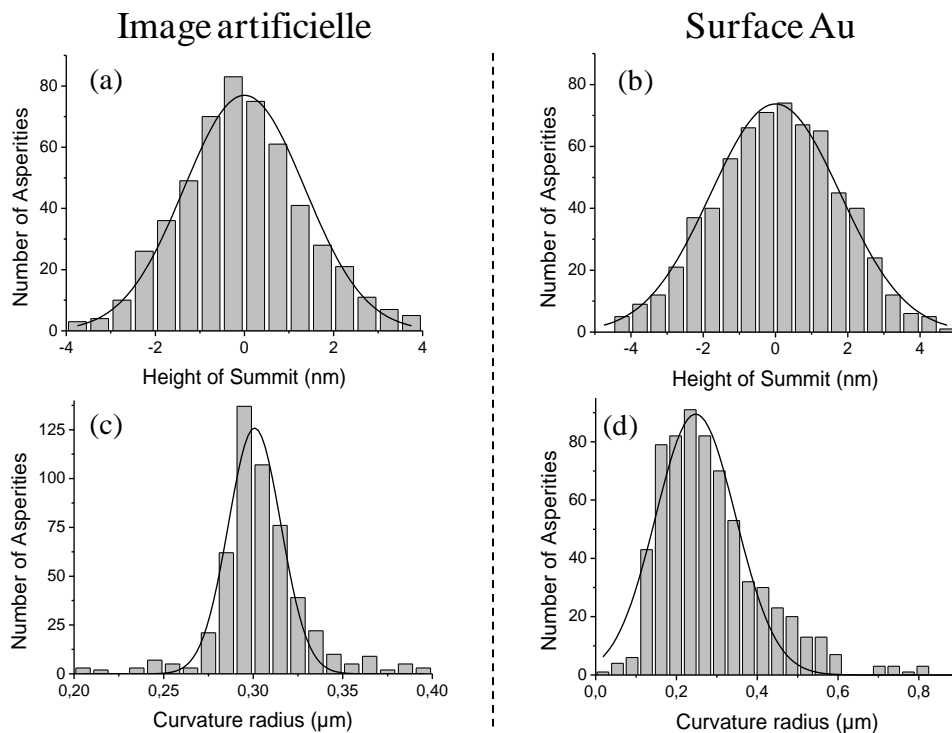 Image artificielle
Surface Au
(a)
Number of Asperities
80
60
40
20
0
-4 -2 0 2 4
Height of Summit (nm)
(b)
Number of Asperities
80
60
40
20
0
-4 -2 0 2 4
Height of Summit (nm)
(c)
Number of Asperities
125
100
75
50
25
0
0,20 0,25 0,30 0,35 0,40
Curvature radius (µm)
(d)
Number of Asperities
80
60
40
20
0
0,0 0,2 0,4 0,6 0,8
Curvature radius (µm)